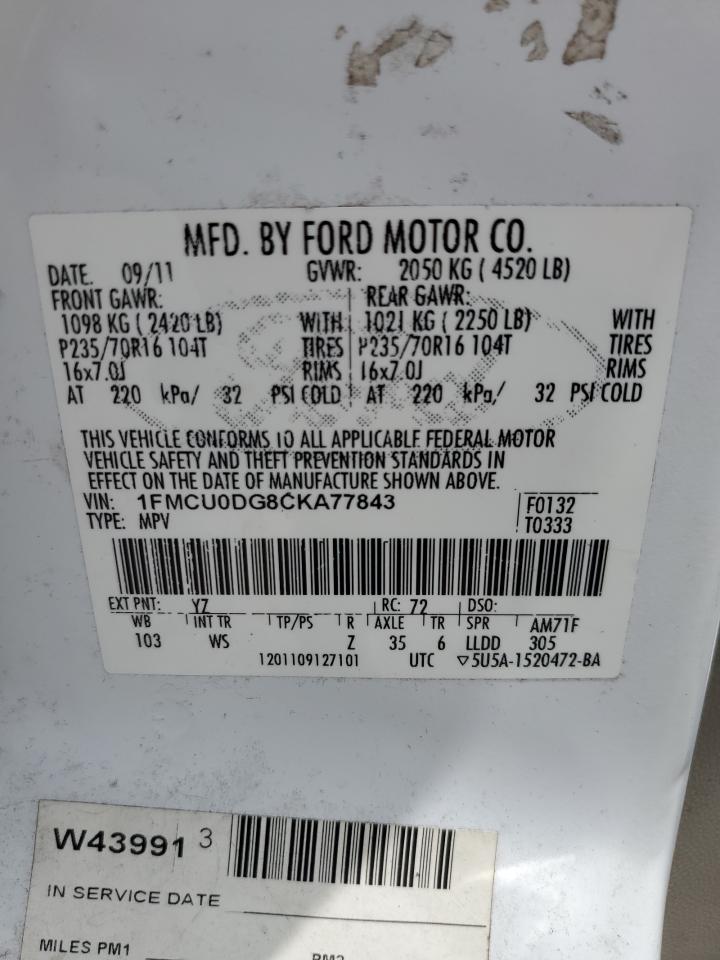 MFD. BY FORD MOTOR CO.
DATE. 09/11 GVWR: 2050 KG ( 4520 LB)
FRONT GAWR: REAR GAWR:
1098 KG ( 2420 LB) WITH 1021 KG ( 2250 LB) WITH
P235/70R16 104T TIRES P235/70R16 104T TIRES
16x7.0J RIMS 16x7.0J RIMS
AT 220 kPa/ 32 PSI COLD AT 220 kPa/ 32 PSI COLD
THIS VEHICLE CONFORMS TO ALL APPLICABLE FEDERAL MOTOR
VEHICLE SAFETY AND THEFT PREVENTION STANDARDS IN
EFFECT ON THE DATE OF MANUFACTURE SHOWN ABOVE.
VIN: 1FMCU0DG8CKA77843 F0132
TYPE: MPV T0333
EXT PNT: YZ RC: 72 DSO:
WB INT TR TP/PS R AXLE TR SPR AM71F
103 WS Z 35 6 LLDD 305
1201109127101 UTC ▽5U5A-1520472-BA
W43991 3
IN SERVICE DATE
MILES PM1 PM2